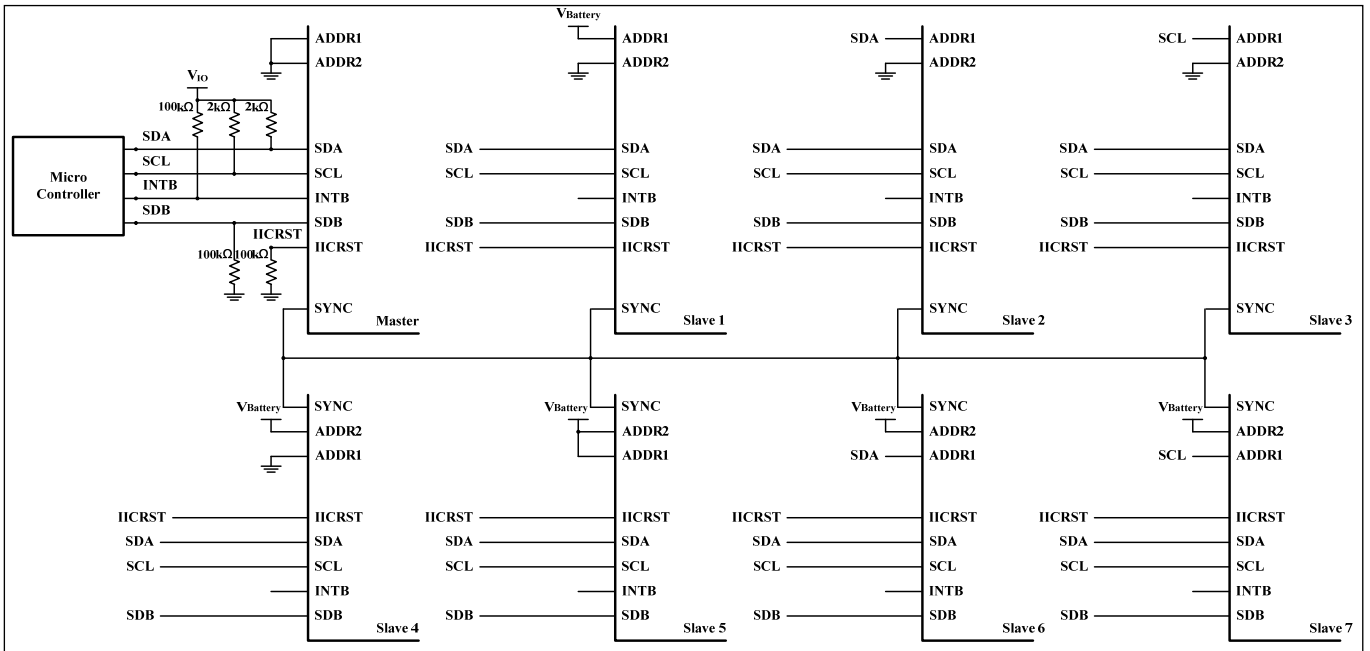 ADDR1
ADDR2
V_IO
100kΩ 2kΩ 2kΩ
Micro
Controller
SDA
SCL
INTB
SDB
SDA
SCL
INTB
SDB
IICRST
IICRST
100kΩ 100kΩ
SYNC
Master
VBattery
ADDR1
ADDR2
SDA SDA
SCL SCL
INTB
SDB SDB
IICRST IICRST
SYNC
Slave 1
SDA ADDR1
ADDR2
SDA SDA
SCL SCL
INTB
SDB SDB
IICRST IICRST
SYNC
Slave 2
SCL ADDR1
ADDR2
SDA SDA
SCL SCL
INTB
SDB SDB
IICRST IICRST
SYNC
Slave 3
SYNC
VBattery
ADDR2
ADDR1
IICRST IICRST
SDA SDA
SCL SCL
INTB
SDB SDB
Slave 4
SYNC
VBattery
ADDR2
ADDR1
IICRST IICRST
SDA SDA
SCL SCL
INTB
SDB SDB
Slave 5
SYNC
VBattery
ADDR2
SDA ADDR1
IICRST IICRST
SDA SDA
SCL SCL
INTB
SDB SDB
Slave 6
SYNC
VBattery
ADDR2
SCL ADDR1
IICRST IICRST
SDA SDA
SCL SCL
INTB
SDB SDB
Slave 7